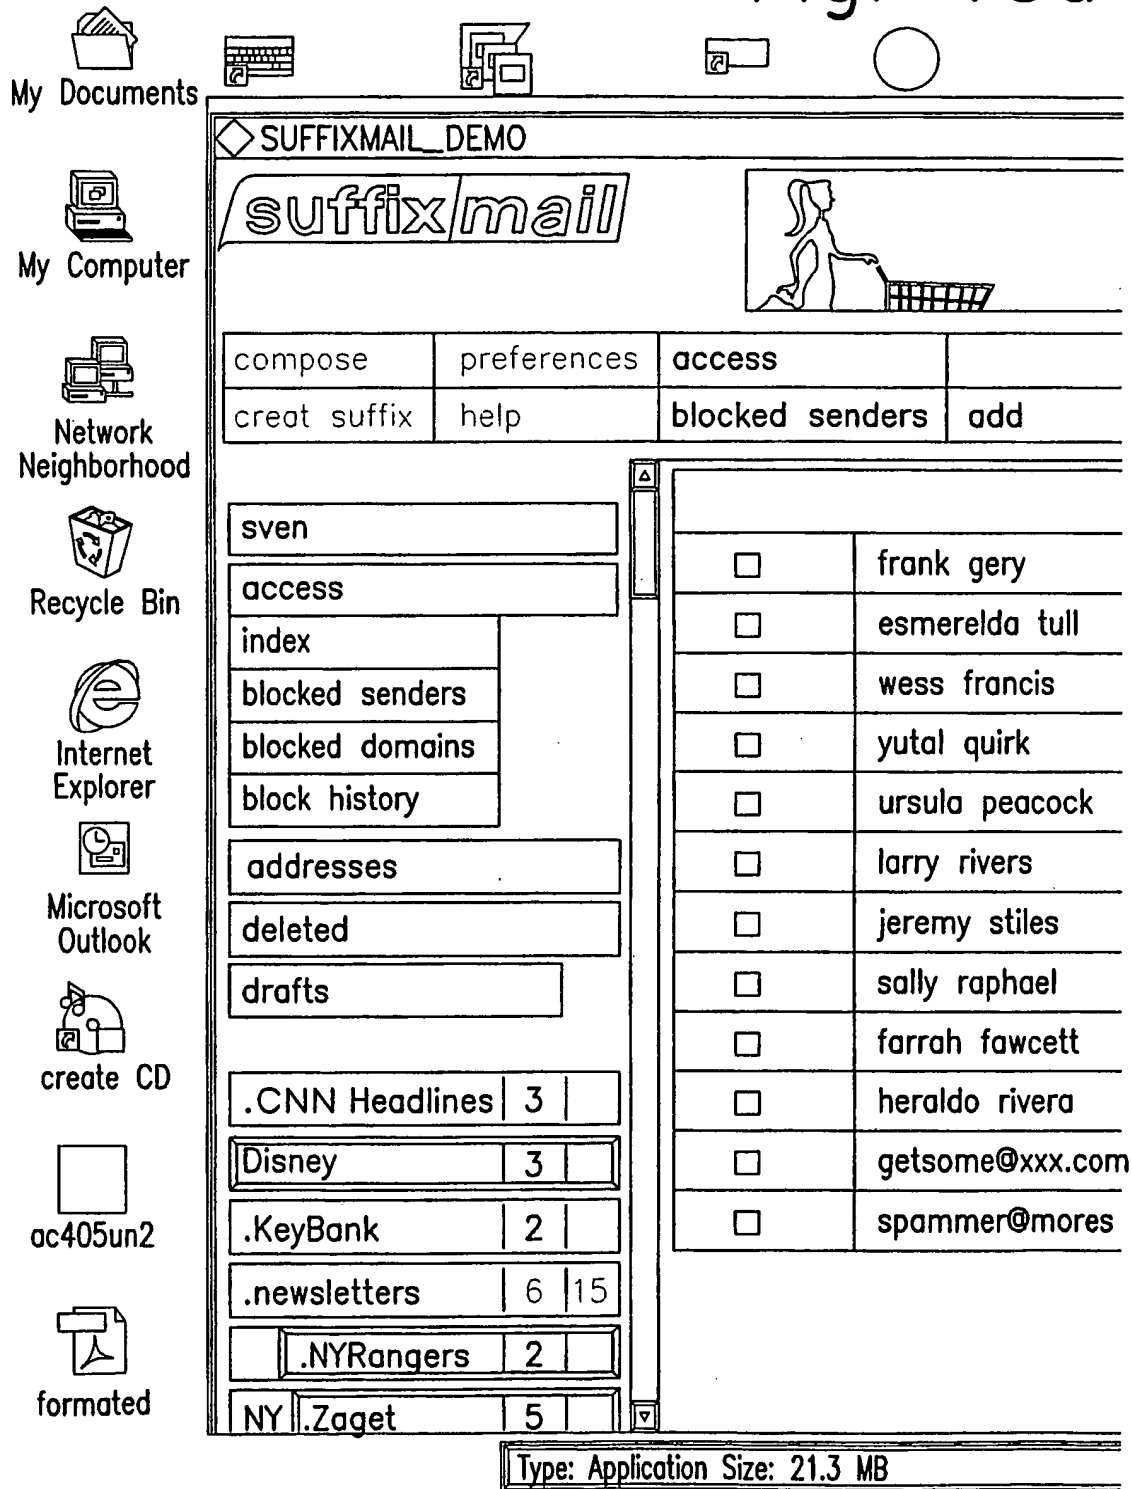 My Documents
SUFFIXMAIL_DEMO
suffix mail
My Computer
compose preferences access
creat suffix help blocked senders add
Network
Neighborhood
Recycle Bin
Internet
Explorer
Microsoft
Outlook
create CD
ac405un2
formated
sven
access
index
blocked senders
blocked domains
block history
addresses
deleted
drafts
.CNN Headlines 3
Disney 3
.KeyBank 2
.newsletters 6 15
.NYRangers 2
NY .Zaget 5
frank gery
esmerelda tull
wess francis
yutal quirk
ursula peacock
larry rivers
jeremy stiles
sally raphael
farrah fawcett
heraldo rivera
getsome@xxx.com
spammer@mores
Type: Application Size: 21.3 MB